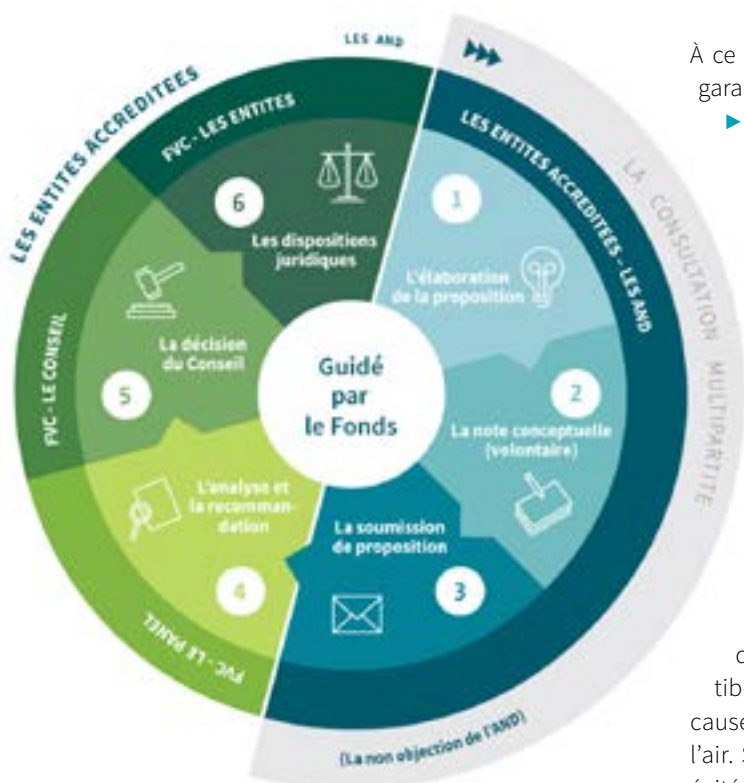 LES AND
LES ENTITES ACCREDITEES
LES ENTITES ACCREDITEES - LES AND
LA CONSULTATION MULTIPARTITE
(La non objection de l'AND)
FVC - LES ENTITES
FVC - LE CONSEIL
FVC - LE PANEL
Guidé
par
le Fonds
1
L'élaboration
de la proposition
2
La note conceptuelle
(volontaire)
3
La soumission
de proposition
4
L'analyse et
la recomman-
dation
5
La décision
du Conseil
6
Les dispositions
juridiques
À ce
gara
tib
cause
l'air. S